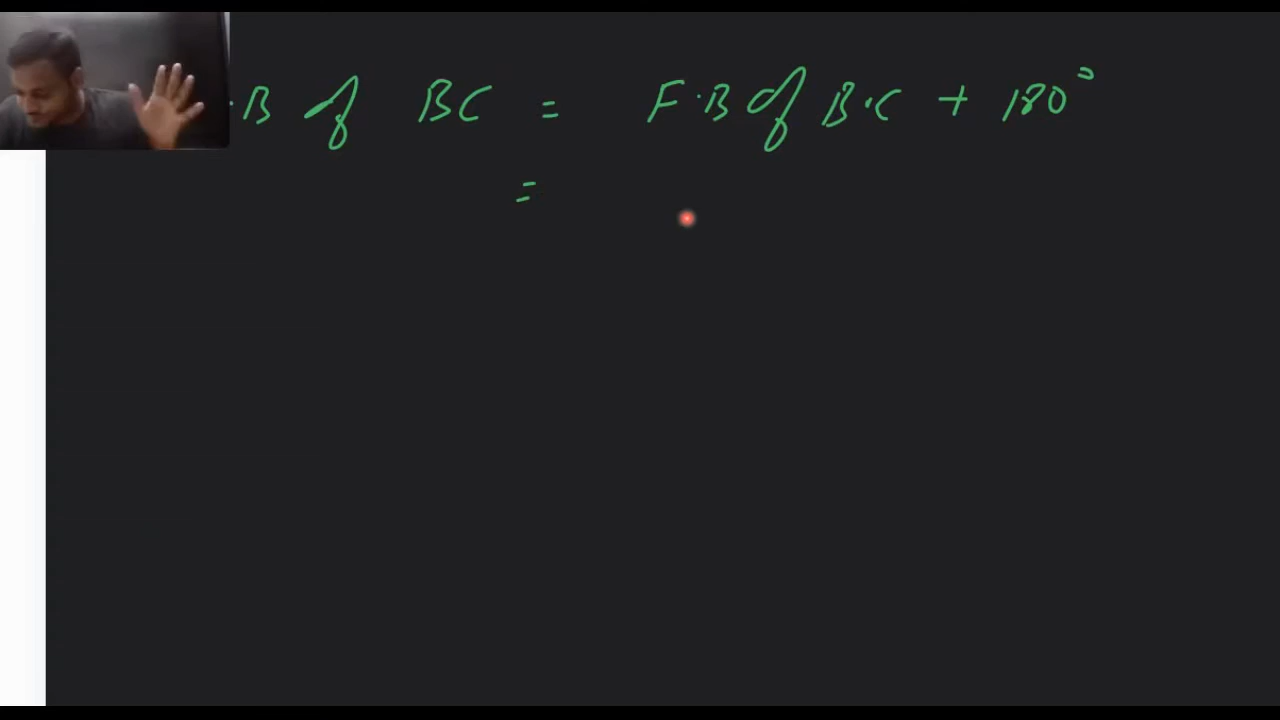 .B of BC = F.B of B.C + 180°
=